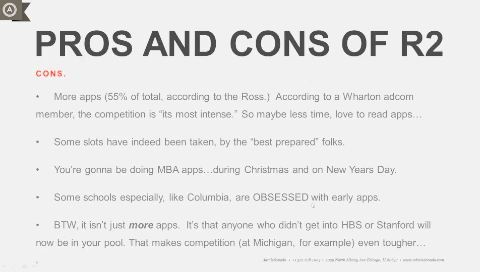 A
PROS AND CONS OF R2
CONS.
• More apps (55% of total, according to the Ross.) According to a Wharton adcom
member, the competition is “its most intense.” So maybe less time, love to read apps…
• Some slots have indeed been taken, by the “best prepared” folks.
• You’re gonna be doing MBA apps…during Christmas and on New Years Day.
• Some schools especially, like Columbia, are OBSESSED with early apps.
• BTW, it isn’t just more apps. It’s that anyone who didn’t get into HBS or Stanford will
now be in your pool. That makes competition (at Michigan, for example) even tougher…